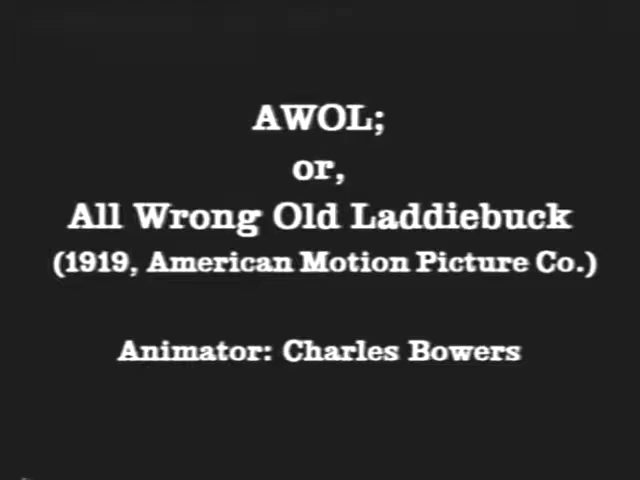 AWOL;
or,
All Wrong Old Laddiebuck
(1919, American Motion Picture Co.)
Animator: Charles Bowers